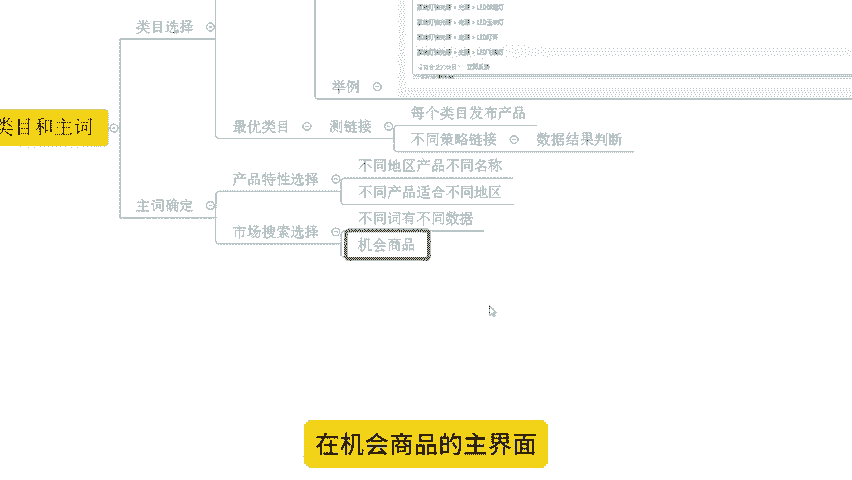 类目选择
举例
类目和主词
最优类目
测链接
每个类目发布产品
不同策略链接
数据结果判断
主词确定
产品特性选择
不同地区产品不同名称
不同产品适合不同地区
市场搜索选择
不同词有不同数据
机会商品
在机会商品的主界面